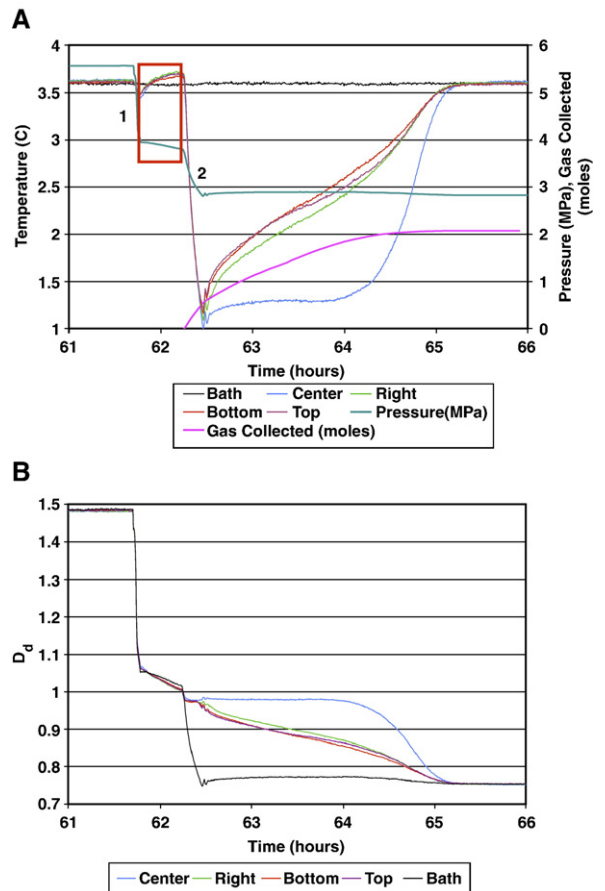 A
4
3.5
3
2.5
2
1.5
1
Temperature (C)
1
2
6
5
4
3
2
1
0
Pressure (MPa), Gas Collected
(moles)
61 62 63 64 65 66
Time (hours)
Bath Center Right
Bottom Top Pressure(MPa)
Gas Collected (moles)
B
1.5
1.4
1.3
1.2
1.1
1
0.9
0.8
0.7
Dd
61 62 63 64 65 66
Time (hours)
Center Right Bottom Top Bath